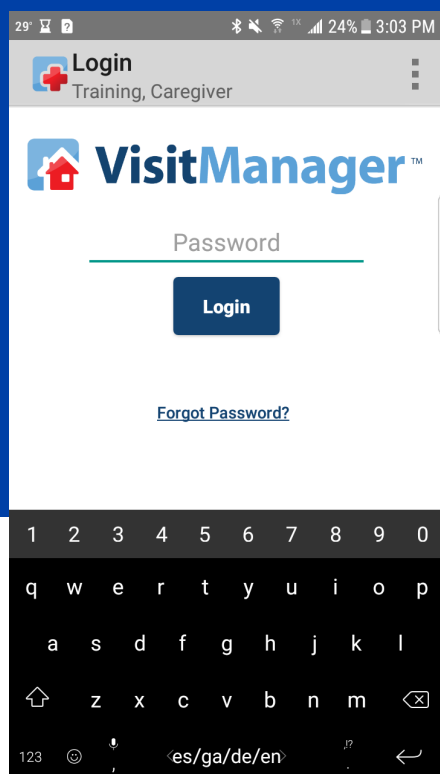 29° 1X 24% 3:03 PM
Login
Training, Caregiver
VisitManager™
Password
Login
Forgot Password?
1 2 3 4 5 6 7 8 9 0
q w e r t y u i o p
a s d f g h j k l
z x c v b n m
123 , es/ga/de/en ,!? .